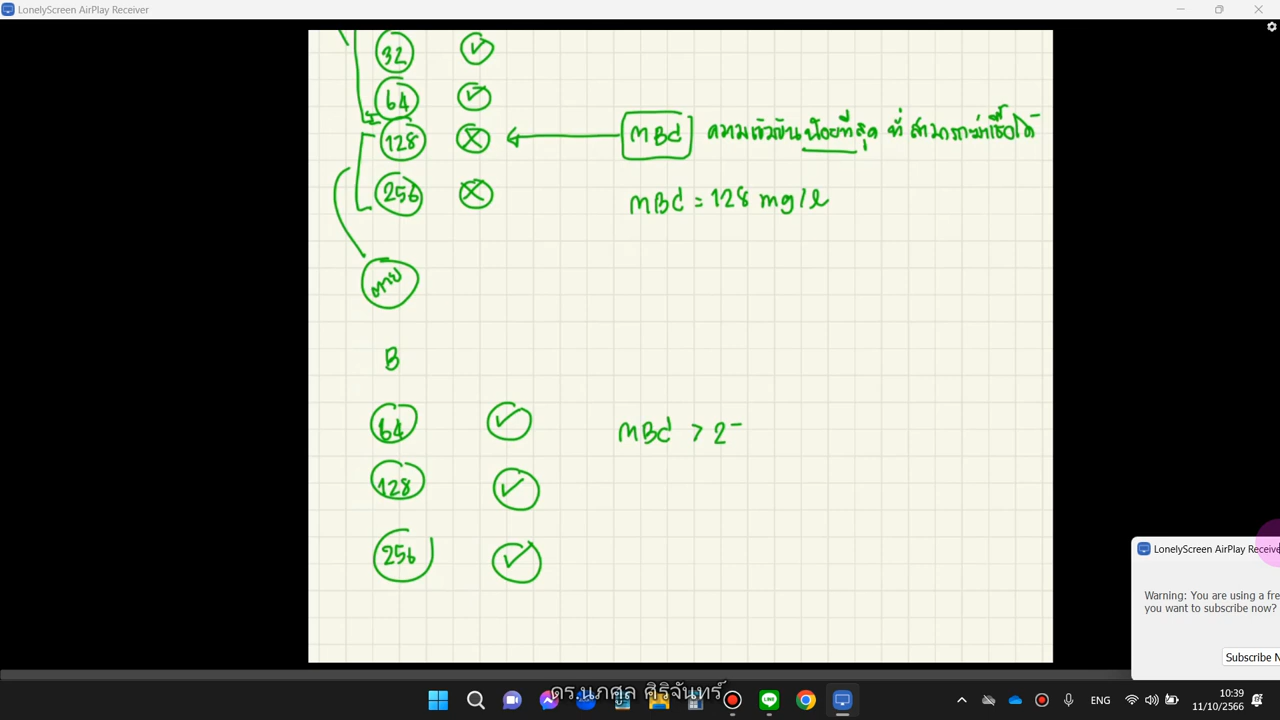 LonelyScreen AirPlay Receiver
32
64
128
256
MBC ความเข้มข้น น้อยที่สุด ที่ สามารถฆ่าเชื้อได้
MBC = 128 mg/l
ตาย
B
64
128
256
MBC > 2
LonelyScreen AirPlay Receive
Warning: You are using a fre
you want to subscribe now?
Subscribe N
ดร.นภศูล ศิริจันทร์
ENG
10:39
11/10/2566